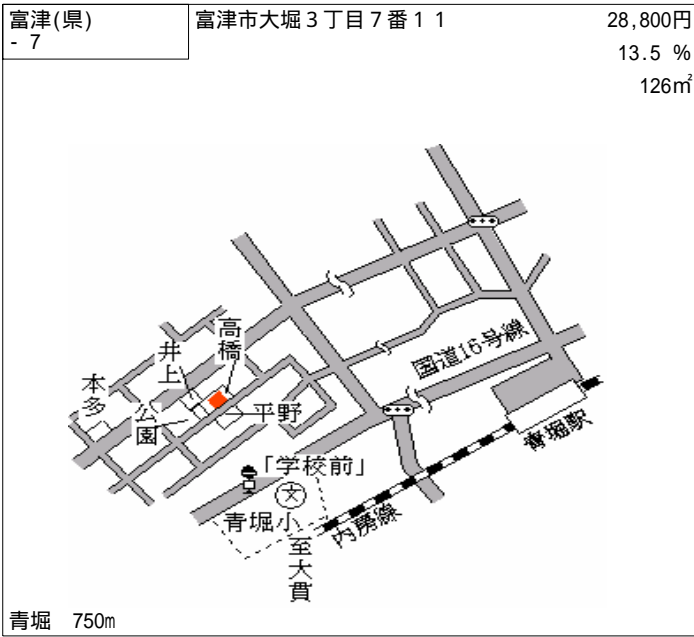 富津(県)
- 7
富津市大堀3丁目7番11
28,800円
13.5 %
126㎡
国道16号線
高橋
井上
本多
公園
平野
青堀駅
「学校前」
文
青堀小
内房線
至大貫
青堀 750m